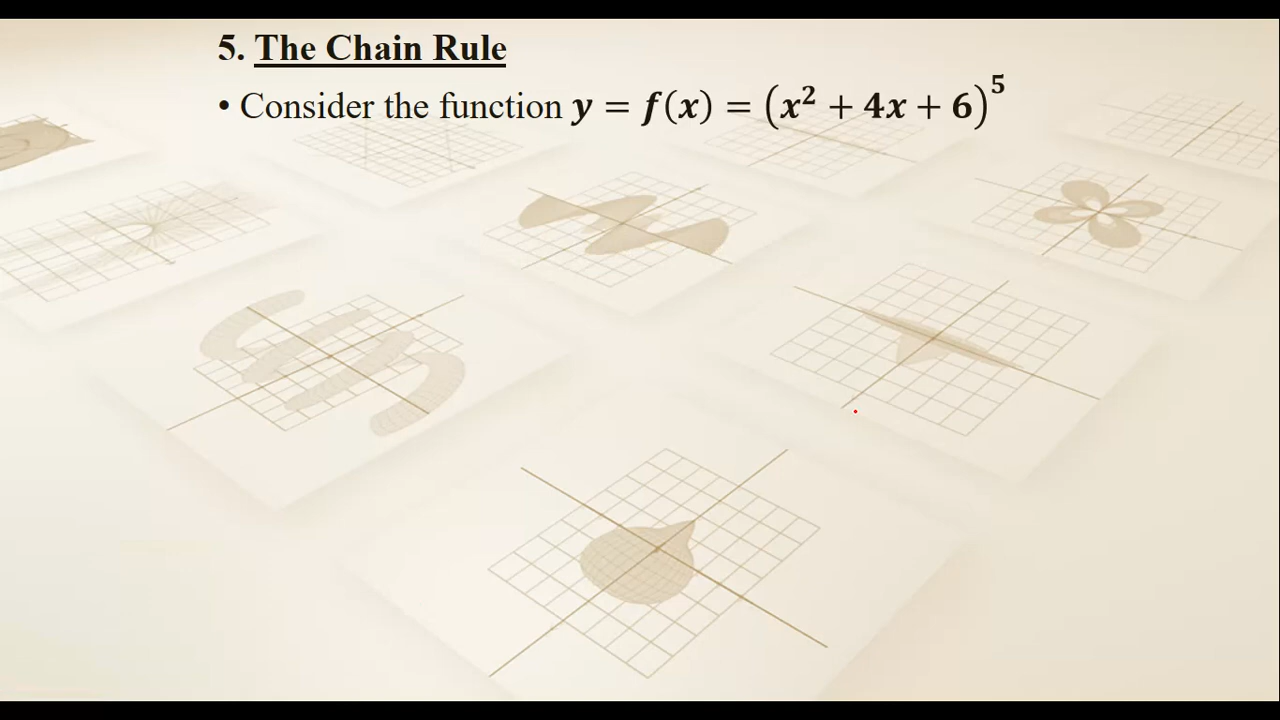 5. The Chain Rule
• Consider the function y = f(x) = (x² + 4x + 6)⁵